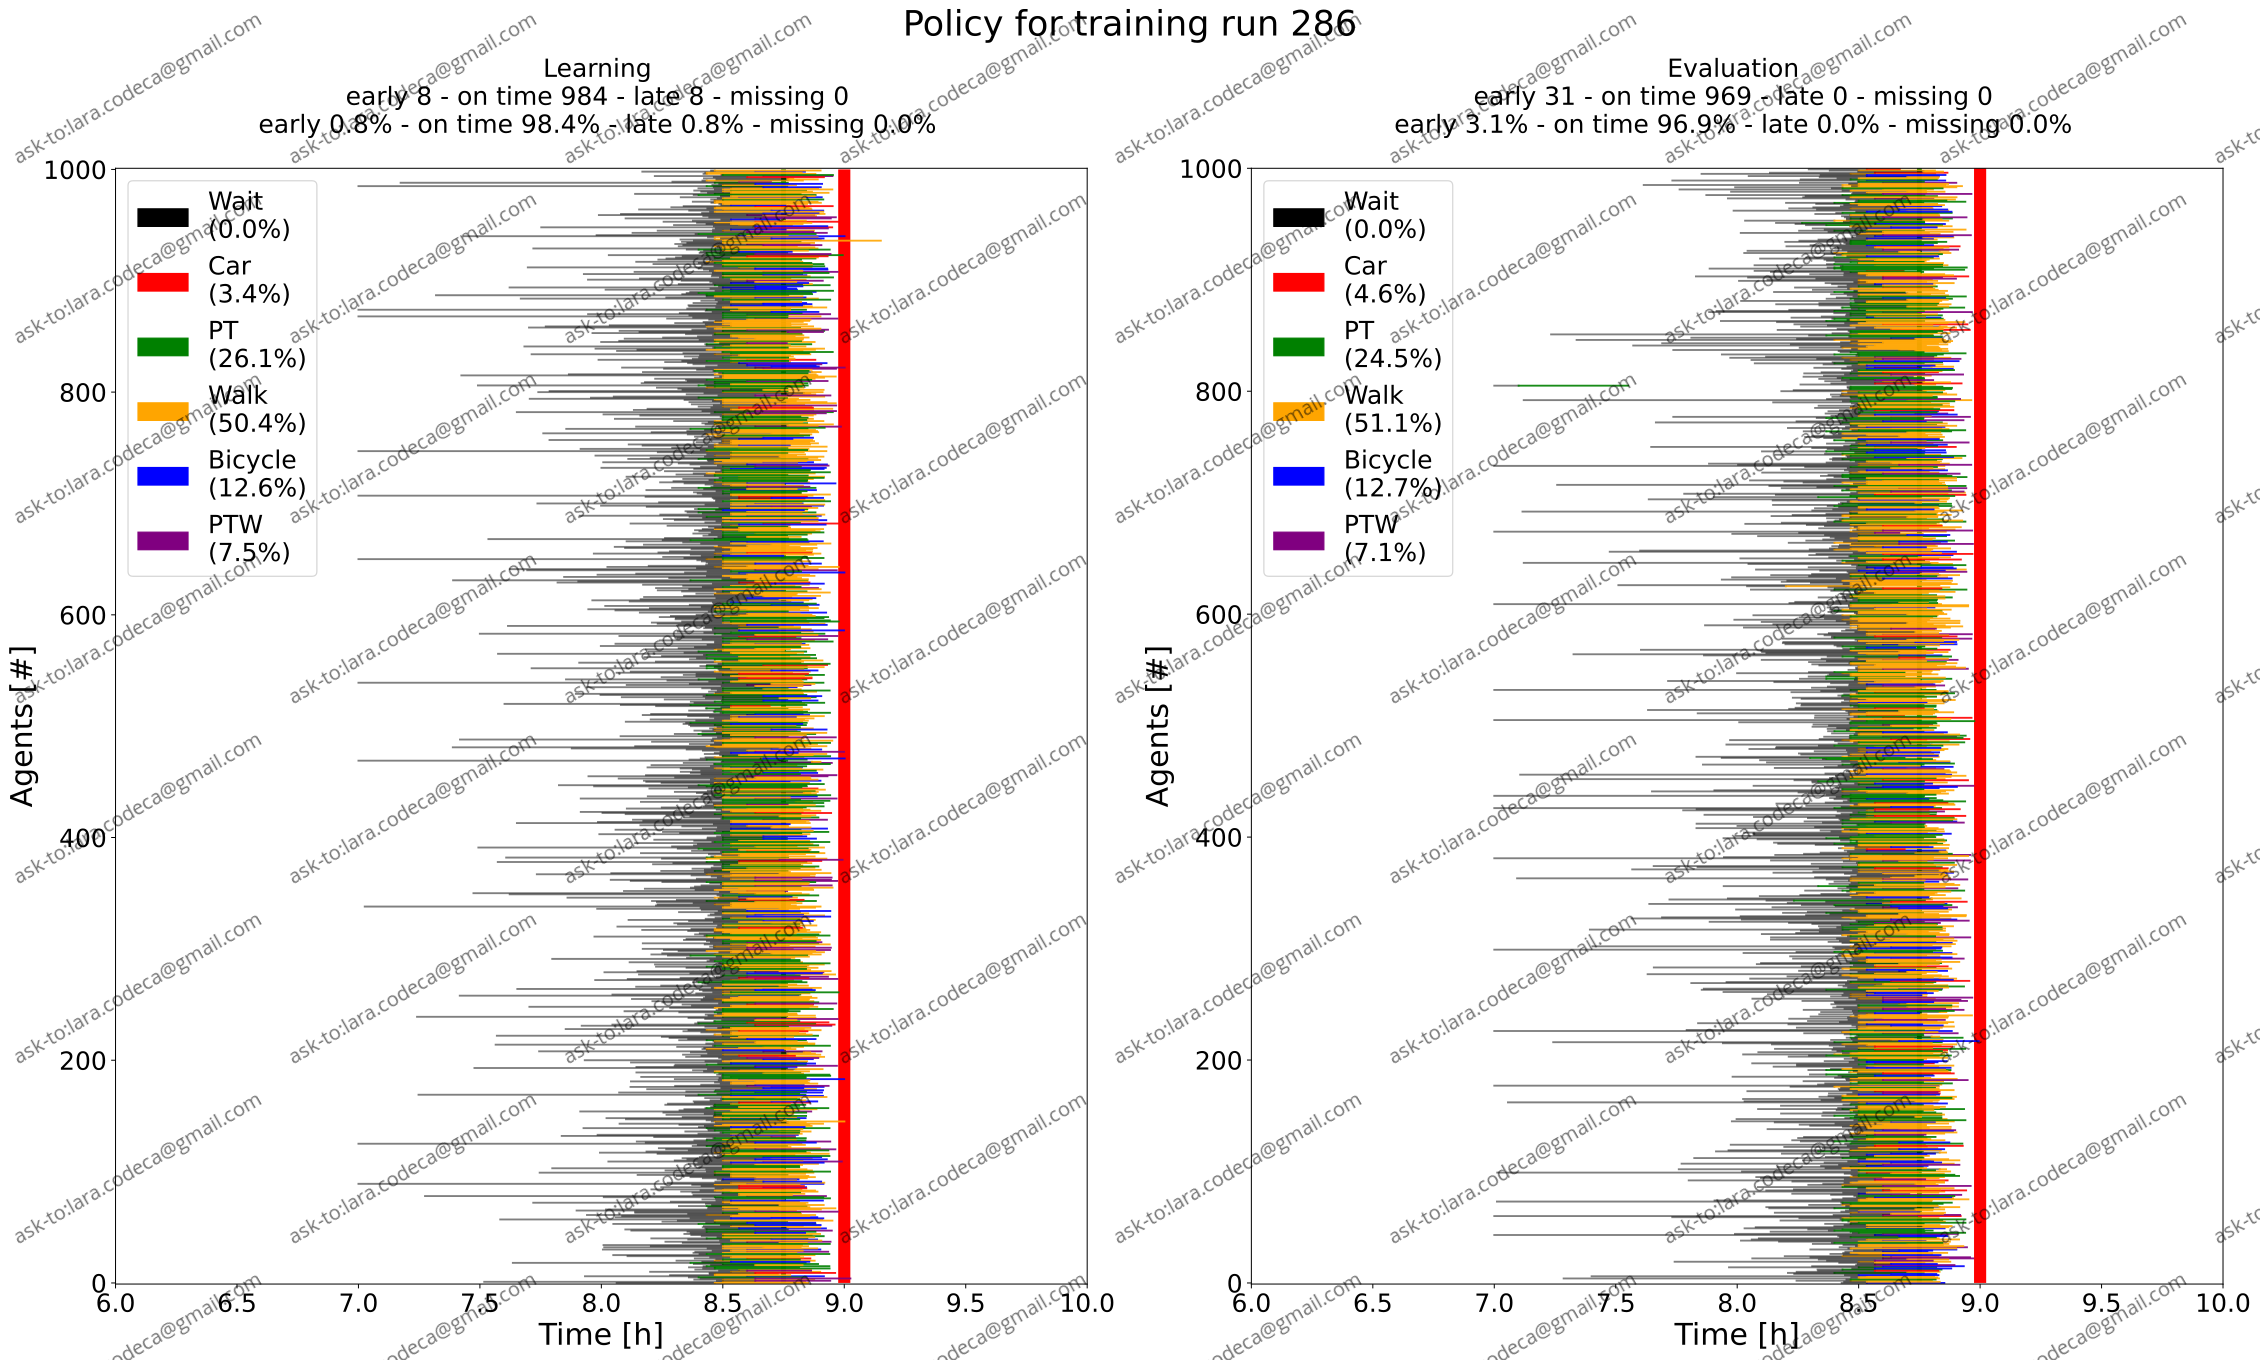 Policy for training run 286
Learning
early 8 - on time 984 - late 8 - missing 0
early 0.8% - on time 98.4% - late 0.8% - missing 0.0%
1000
800
600
400
200
0
Agents [#]
Wait
(0.0%)
Car
(3.4%)
PT
(26.1%)
Walk
(50.4%)
Bicycle
(12.6%)
PTW
(7.5%)
6.0 6.5 7.0 7.5 8.0 8.5 9.0 9.5 10.0
Time [h]
Evaluation
early 31 - on time 969 - late 0 - missing 0
early 3.1% - on time 96.9% - late 0.0% - missing 0.0%
1000
800
600
400
200
0
Agents [#]
Wait
(0.0%)
Car
(4.6%)
PT
(24.5%)
Walk
(51.1%)
Bicycle
(12.7%)
PTW
(7.1%)
6.0 6.5 7.0 7.5 8.0 8.5 9.0 9.5 10.0
Time [h]
ask-to:lara.codeca@gmail.com